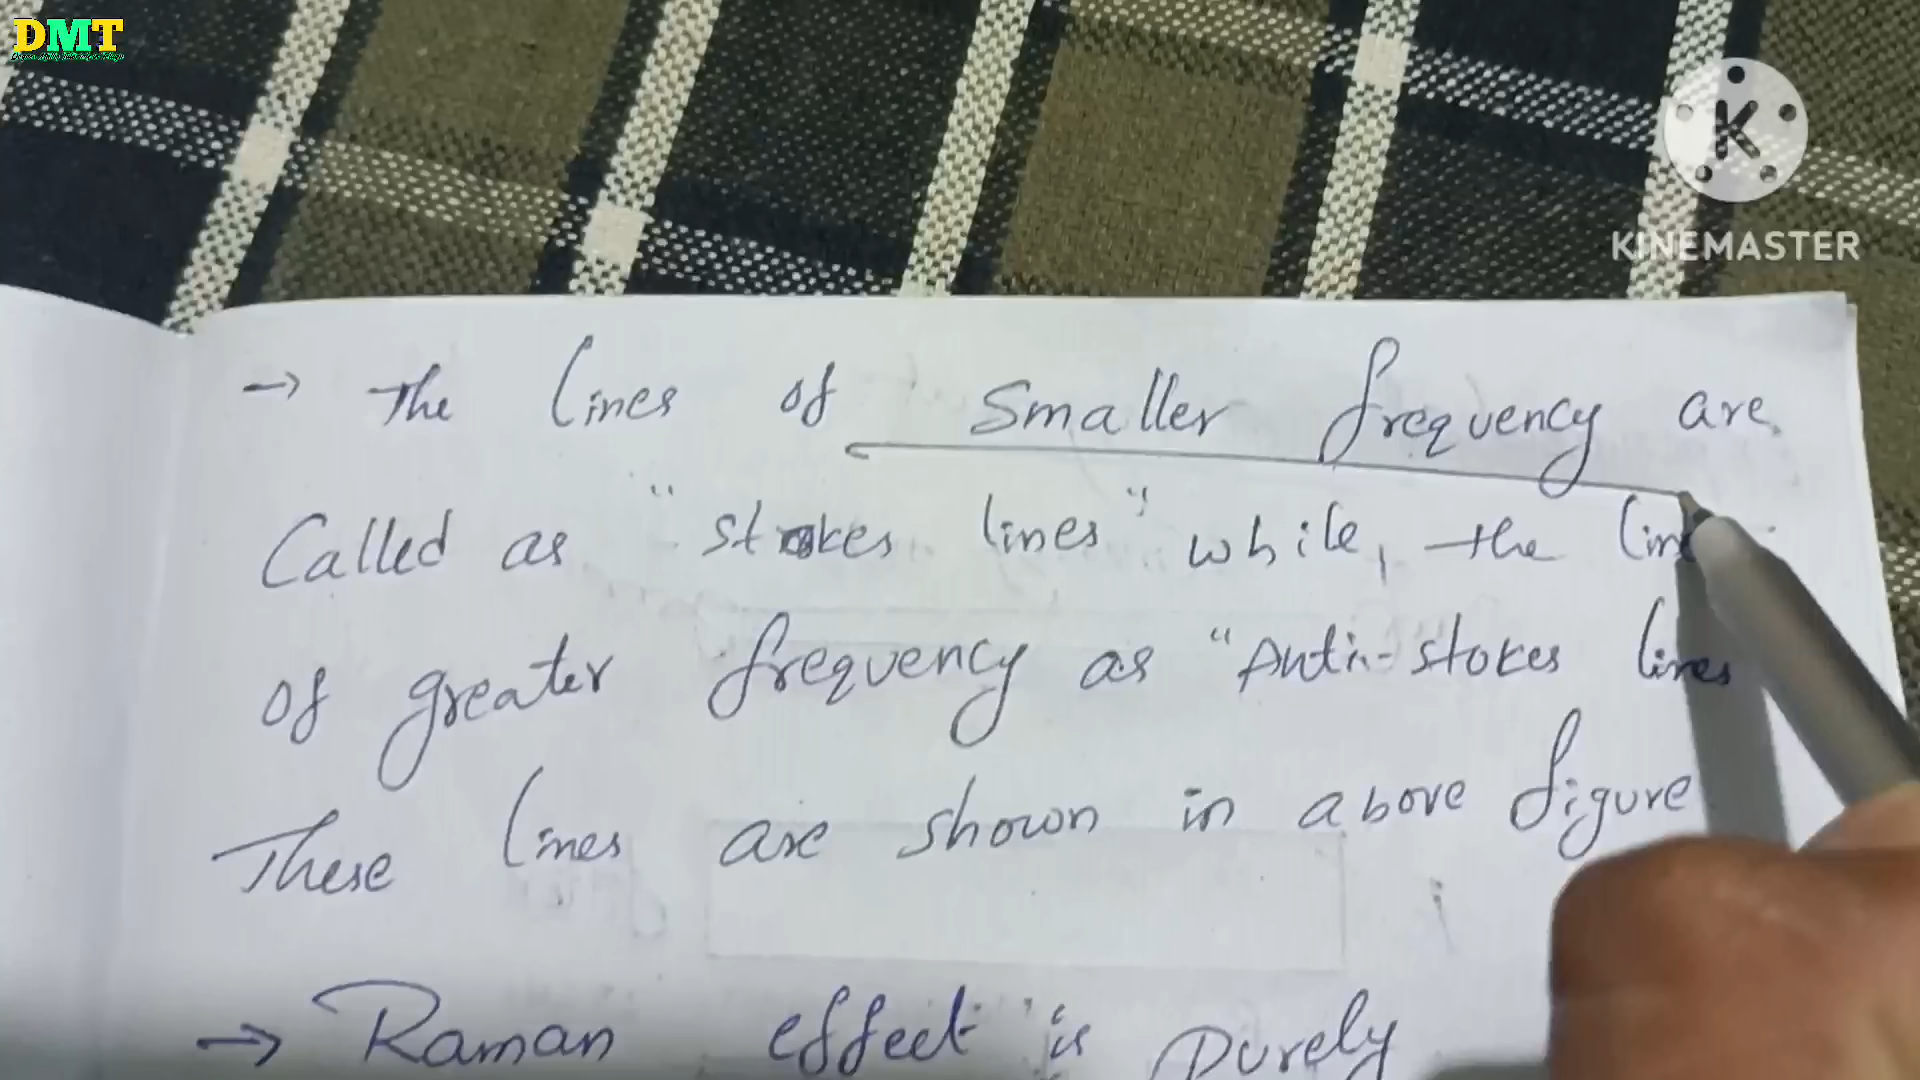 DMT
KINEMASTER
→ The lines of Smaller frequency are
Called as "stokes lines" while, the line
of greater frequency as "Anti-stokes lines
These lines are shown in above figure
→ Raman effect is purely